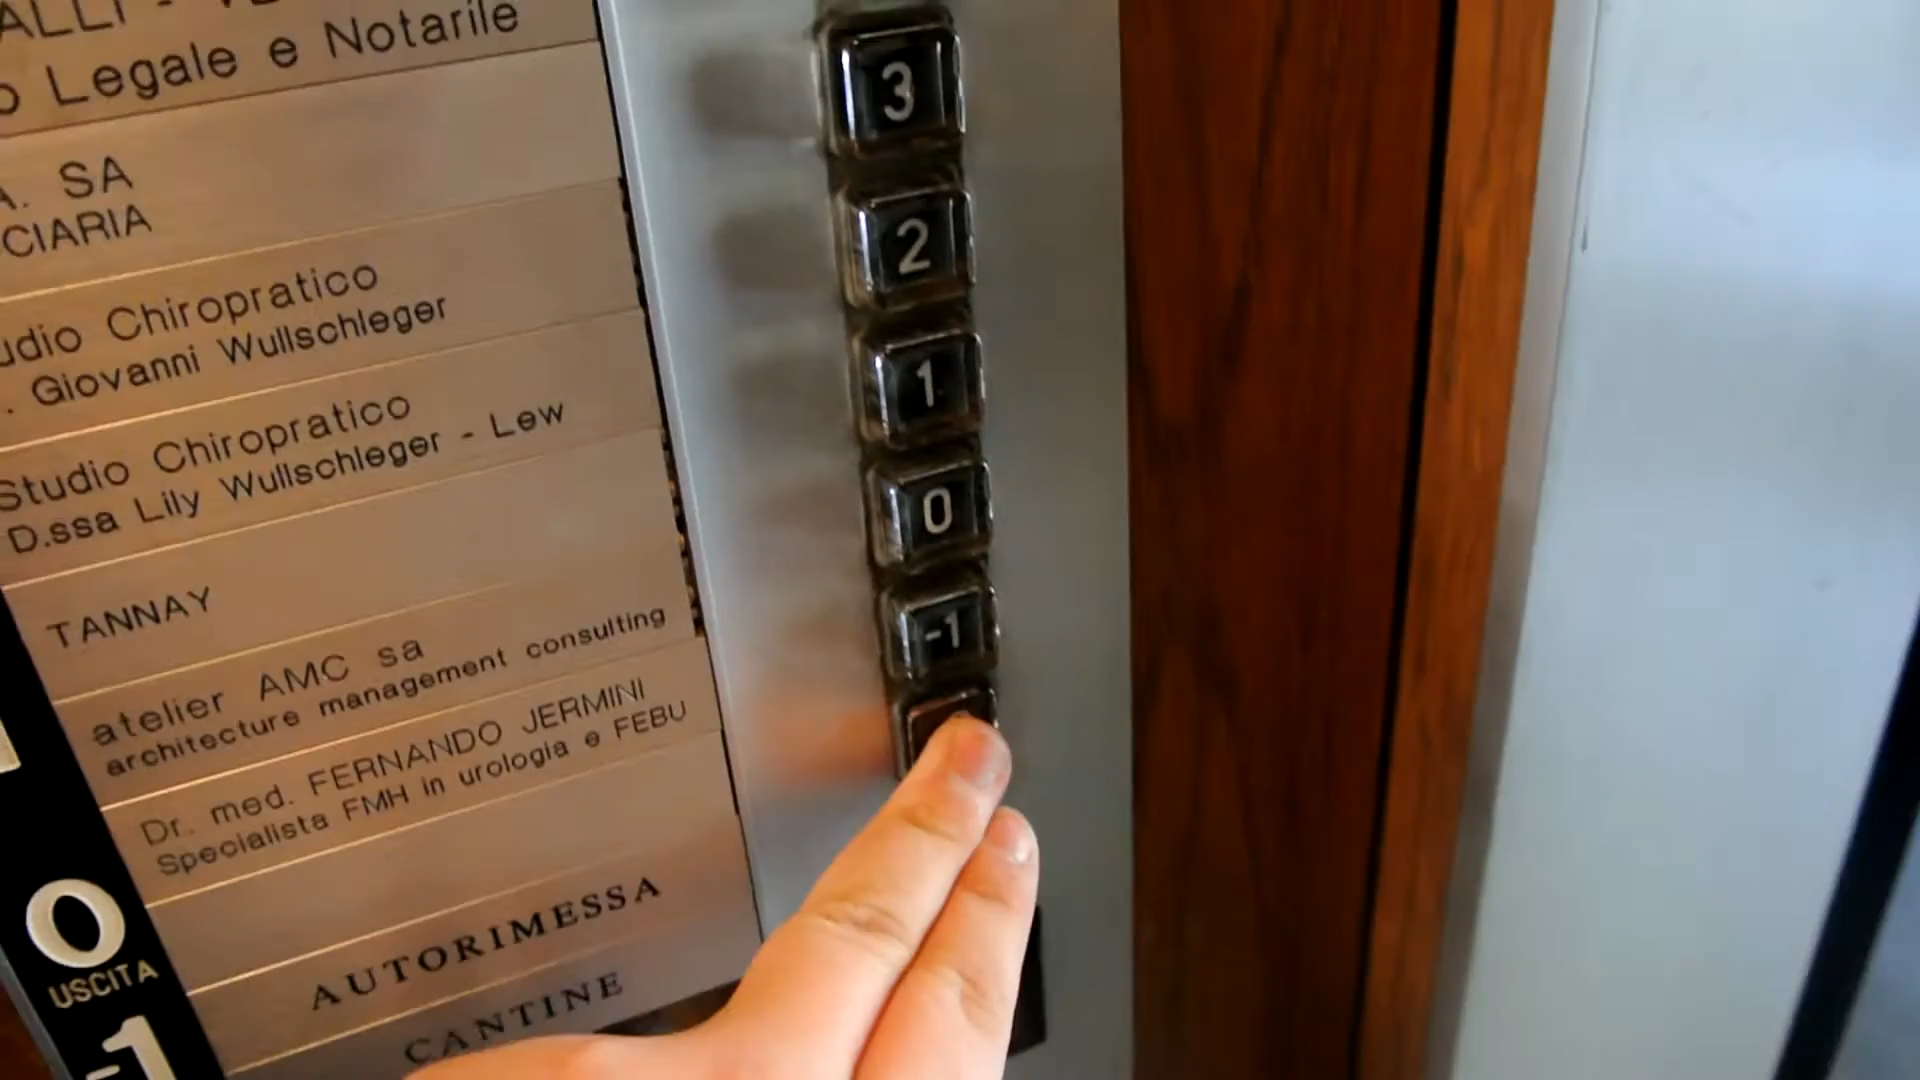 Legale e Notarile
A. SA
CIARIA
udio Chiropratico
. Giovanni Wullschleger
Studio Chiropratico
D.ssa Lily Wullschleger - Lew
TANNAY
atelier AMC sa
architecture management consulting
Dr. med. FERNANDO JERMINI
Specialista FMH in urologia e FEBU
AUTORIMESSA
CANTINE
0
USCITA
-1
3
2
1
0
-1